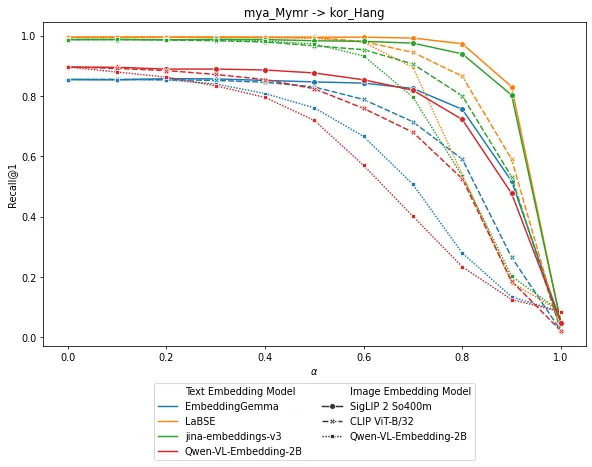 mya_Mymr -> kor_Hang
Recall@1
1.0
0.8
0.6
0.4
0.2
0.0
0.0 0.2 0.4 0.6 0.8 1.0
α
Text Embedding Model Image Embedding Model
EmbeddingGemma SigLIP 2 So400m
LaBSE CLIP ViT-B/32
jina-embeddings-v3 Qwen-VL-Embedding-2B
Qwen-VL-Embedding-2B